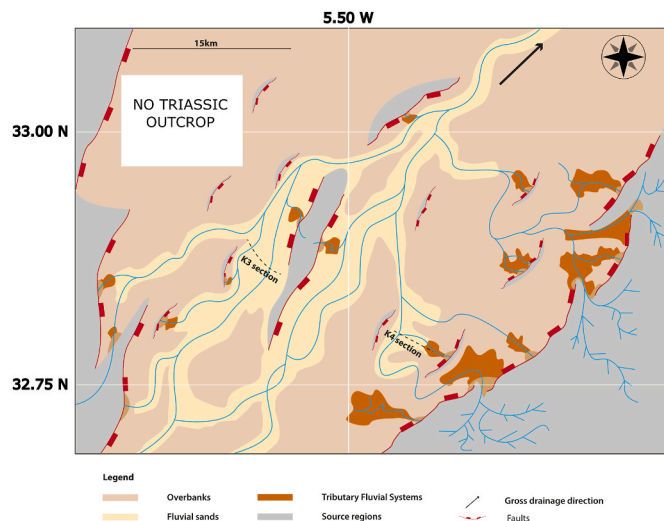 5.50 W
15km
NO TRIASSIC
OUTCROP
33.00 N
K3 section
K4 section
32.75 N
Legend
Overbanks
Tributary Fluvial Systems
Gross drainage direction
Fluvial sands
Source regions
Faults